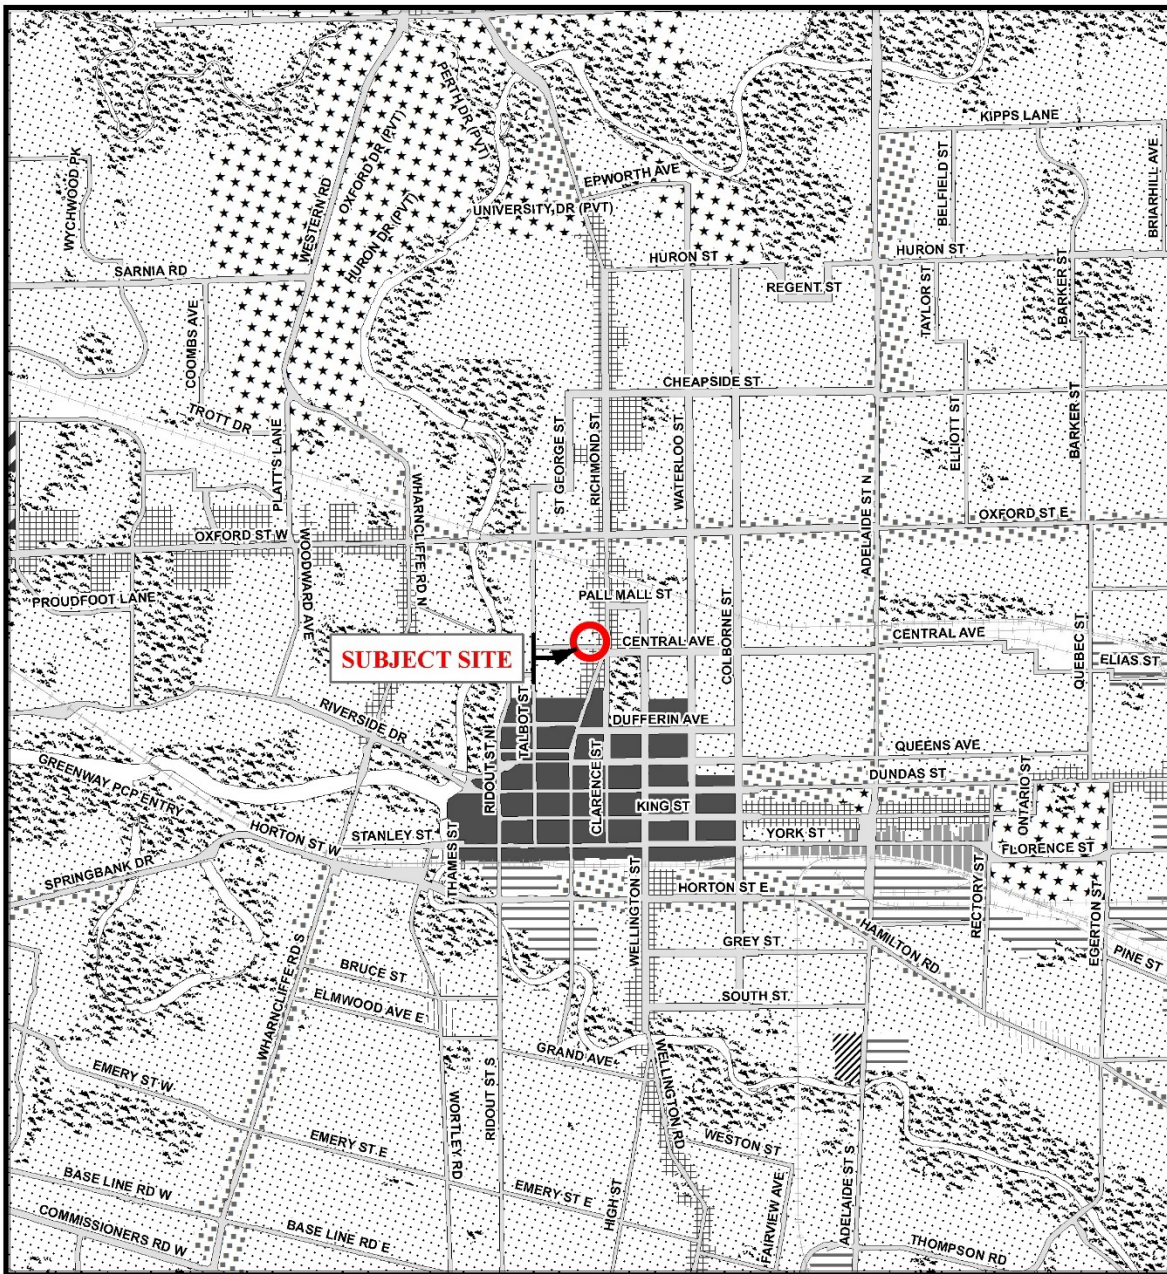 KIPPS LANE
WYCHWOOD PK
WESTERN RD
OXFORD DR (PVT)
PERTH DR (PVT)
HURON DR (PVT)
EPWORTH AVE
UNIVERSITY DR (PVT)
BELFIELD ST
BRIARHILL AVE
SARNIA RD
HURON ST
HURON ST
REGENT ST
TAYLOR ST
BARKER ST
COOMBS AVE
CHEAPSIDE ST
TROTT DR
PLATT'S LANE
WHARNCLIFFE RD N
ST GEORGE ST
RICHMOND ST
WATERLOO ST
ADELAIDE ST N
ELLIOTT ST
BARKER ST
OXFORD ST W
OXFORD ST E
WOODWARD AVE
PROUDFOOT LANE
PALL MALL ST
COLBORNE ST
CENTRAL AVE
CENTRAL AVE
QUEBEC ST
ELIAS ST
SUBJECT SITE
RIVERSIDE DR
TALBOT ST
RIDOUT ST N
DUFFERIN AVE
CLARENCE ST
QUEENS AVE
DUNDAS ST
ONTARIO ST
GREENWAY PCP ENTRY
KING ST
HORTON ST W
STANLEY ST
THAMES ST
YORK ST
FLORENCE ST
SPRINGBANK DR
WELLINGTON ST
HORTON ST E
RECTORY ST
EGERTON ST
HAMILTON RD
GREY ST
PINE ST
WHARNCLIFFE RD S
BRUCE ST
ELMWOOD AVE E
SOUTH ST
GRAND AVE
EMERY ST W
WORTLEY RD
RIDOUT ST S
WELLINGTON RD
WESTON ST
EMERY ST E
EMERY ST E
BASE LINE RD W
BASE LINE RD E
HIGH ST
FAIRVIEW AVE
ADELAIDE ST S
COMMISSIONERS RD W
THOMPSON RD